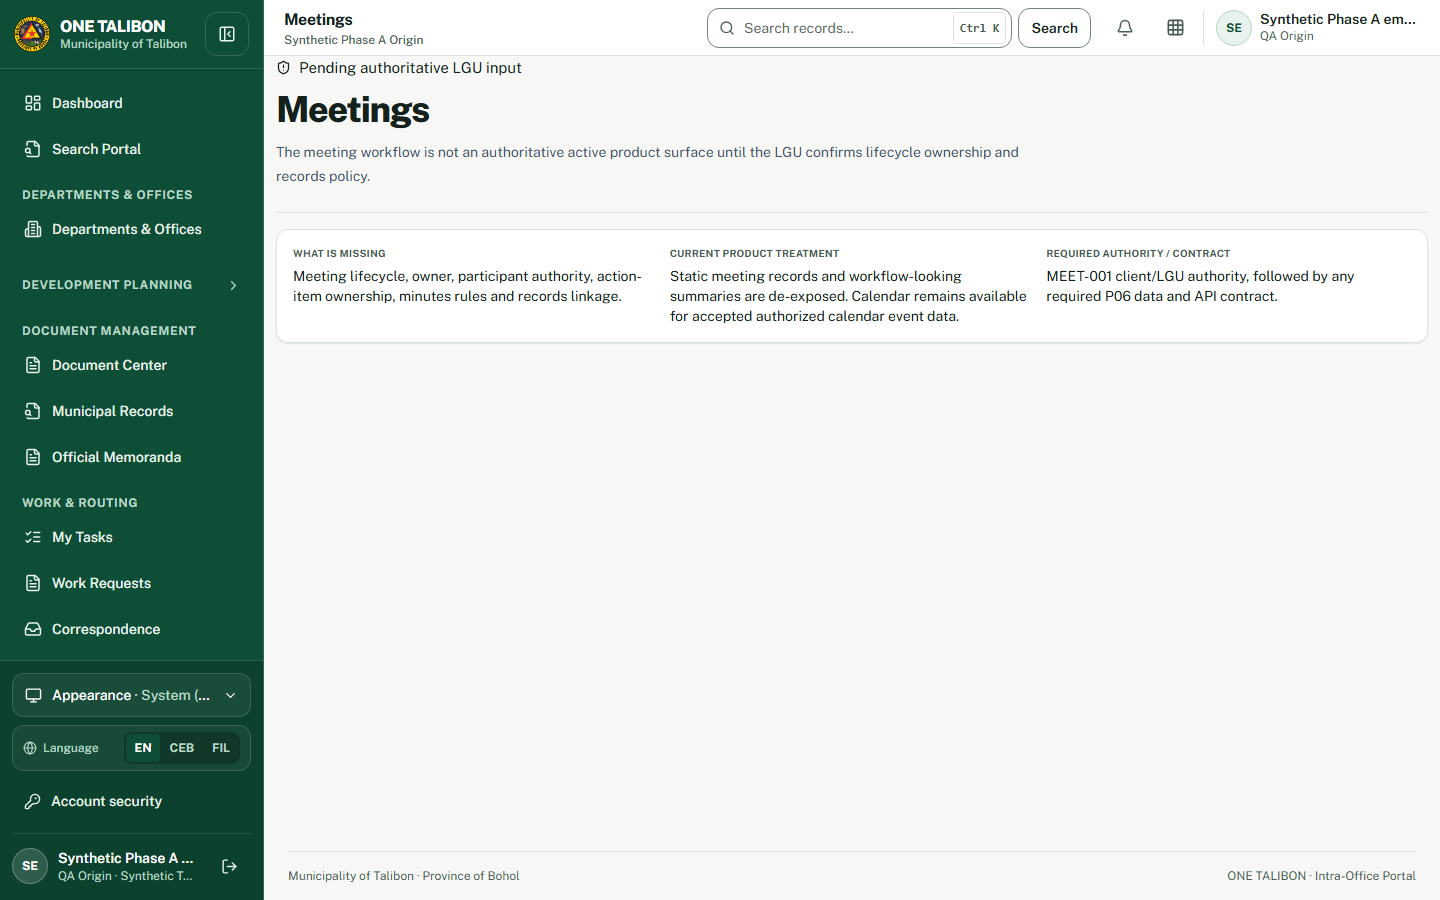 ONE TALIBON
Municipality of Talibon
Dashboard
Search Portal
DEPARTMENTS & OFFICES
Departments & Offices
DEVELOPMENT PLANNING
DOCUMENT MANAGEMENT
Document Center
Municipal Records
Official Memoranda
WORK & ROUTING
My Tasks
Work Requests
Correspondence
Appearance · System (...
Language EN CEB FIL
Account security
SE Synthetic Phase A ...
QA Origin · Synthetic T...
Meetings
Synthetic Phase A Origin
Search records... Ctrl K Search
SE Synthetic Phase A em...
QA Origin
Pending authoritative LGU input
Meetings
The meeting workflow is not an authoritative active product surface until the LGU confirms lifecycle ownership and
records policy.
WHAT IS MISSING
Meeting lifecycle, owner, participant authority, action-
item ownership, minutes rules and records linkage.
CURRENT PRODUCT TREATMENT
Static meeting records and workflow-looking
summaries are de-exposed. Calendar remains available
for accepted authorized calendar event data.
REQUIRED AUTHORITY / CONTRACT
MEET-001 client/LGU authority, followed by any
required P06 data and API contract.
Municipality of Talibon · Province of Bohol
ONE TALIBON · Intra-Office Portal